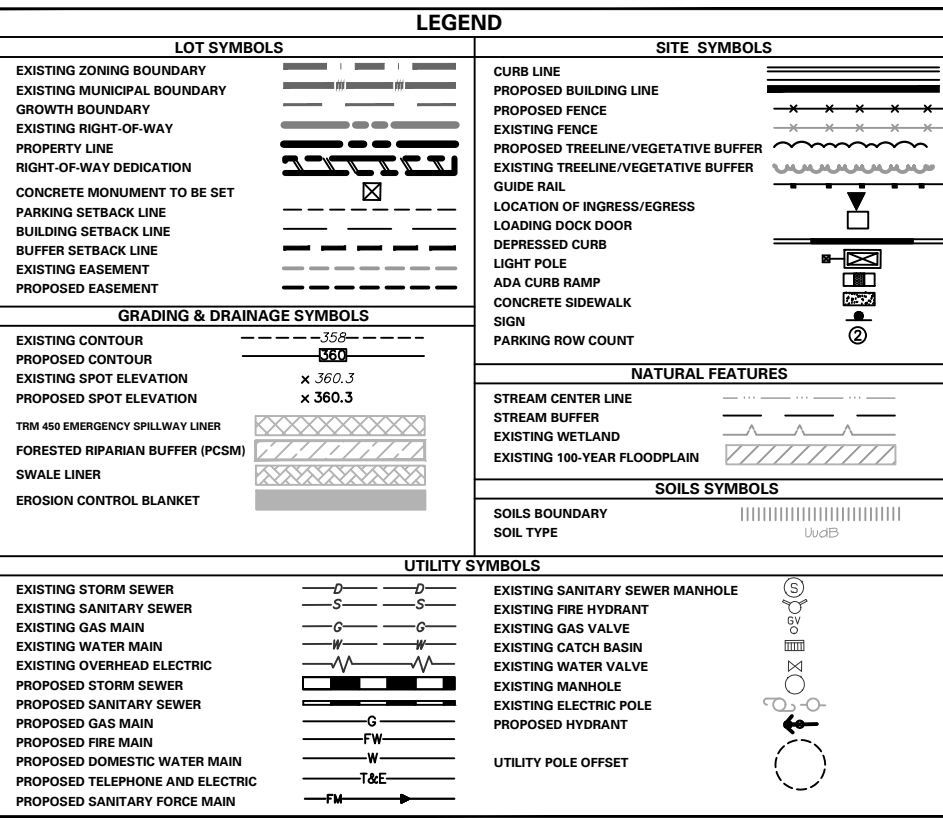 LEGEND
LOT SYMBOLS
EXISTING ZONING BOUNDARY
EXISTING MUNICIPAL BOUNDARY
GROWTH BOUNDARY
EXISTING RIGHT-OF-WAY
PROPERTY LINE
RIGHT-OF-WAY DEDICATION
CONCRETE MONUMENT TO BE SET
PARKING SETBACK LINE
BUILDING SETBACK LINE
BUFFER SETBACK LINE
EXISTING EASEMENT
PROPOSED EASEMENT
GRADING & DRAINAGE SYMBOLS
EXISTING CONTOUR 358
PROPOSED CONTOUR 360
EXISTING SPOT ELEVATION x 360.3
PROPOSED SPOT ELEVATION x 360.3
TRM 450 EMERGENCY SPILLWAY LINER
FORESTED RIPARIAN BUFFER (PCSM)
SWALE LINER
EROSION CONTROL BLANKET
SITE SYMBOLS
CURB LINE
PROPOSED BUILDING LINE
PROPOSED FENCE
EXISTING FENCE
PROPOSED TREELINE/VEGETATIVE BUFFER
EXISTING TREELINE/VEGETATIVE BUFFER
GUIDE RAIL
LOCATION OF INGRESS/EGRESS
LOADING DOCK DOOR
DEPRESSED CURB
LIGHT POLE
ADA CURB RAMP
CONCRETE SIDEWALK
SIGN
PARKING ROW COUNT 2
NATURAL FEATURES
STREAM CENTER LINE
STREAM BUFFER
EXISTING WETLAND
EXISTING 100-YEAR FLOODPLAIN
SOILS SYMBOLS
SOILS BOUNDARY
SOIL TYPE UudB
UTILITY SYMBOLS
EXISTING STORM SEWER D D
EXISTING SANITARY SEWER S S
EXISTING GAS MAIN G G
EXISTING WATER MAIN W W
EXISTING OVERHEAD ELECTRIC
PROPOSED STORM SEWER
PROPOSED SANITARY SEWER
PROPOSED GAS MAIN G
PROPOSED FIRE MAIN FW
PROPOSED DOMESTIC WATER MAIN W
PROPOSED TELEPHONE AND ELECTRIC T&E
PROPOSED SANITARY FORCE MAIN FM
EXISTING SANITARY SEWER MANHOLE S
EXISTING FIRE HYDRANT
EXISTING GAS VALVE GV
EXISTING CATCH BASIN
EXISTING WATER VALVE
EXISTING MANHOLE
EXISTING ELECTRIC POLE
PROPOSED HYDRANT
UTILITY POLE OFFSET